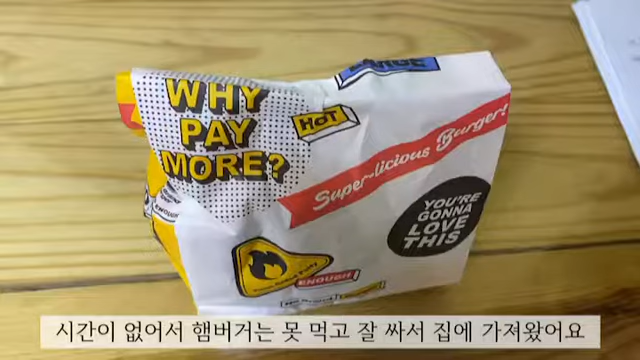 WHY
PAY
MORE?
HOT
Super-licious Burger!
YOU'RE
GONNA
LOVE
THIS
ENOUGH
시간이 없어서 햄버거는 못 먹고 잘 싸서 집에 가져왔어요